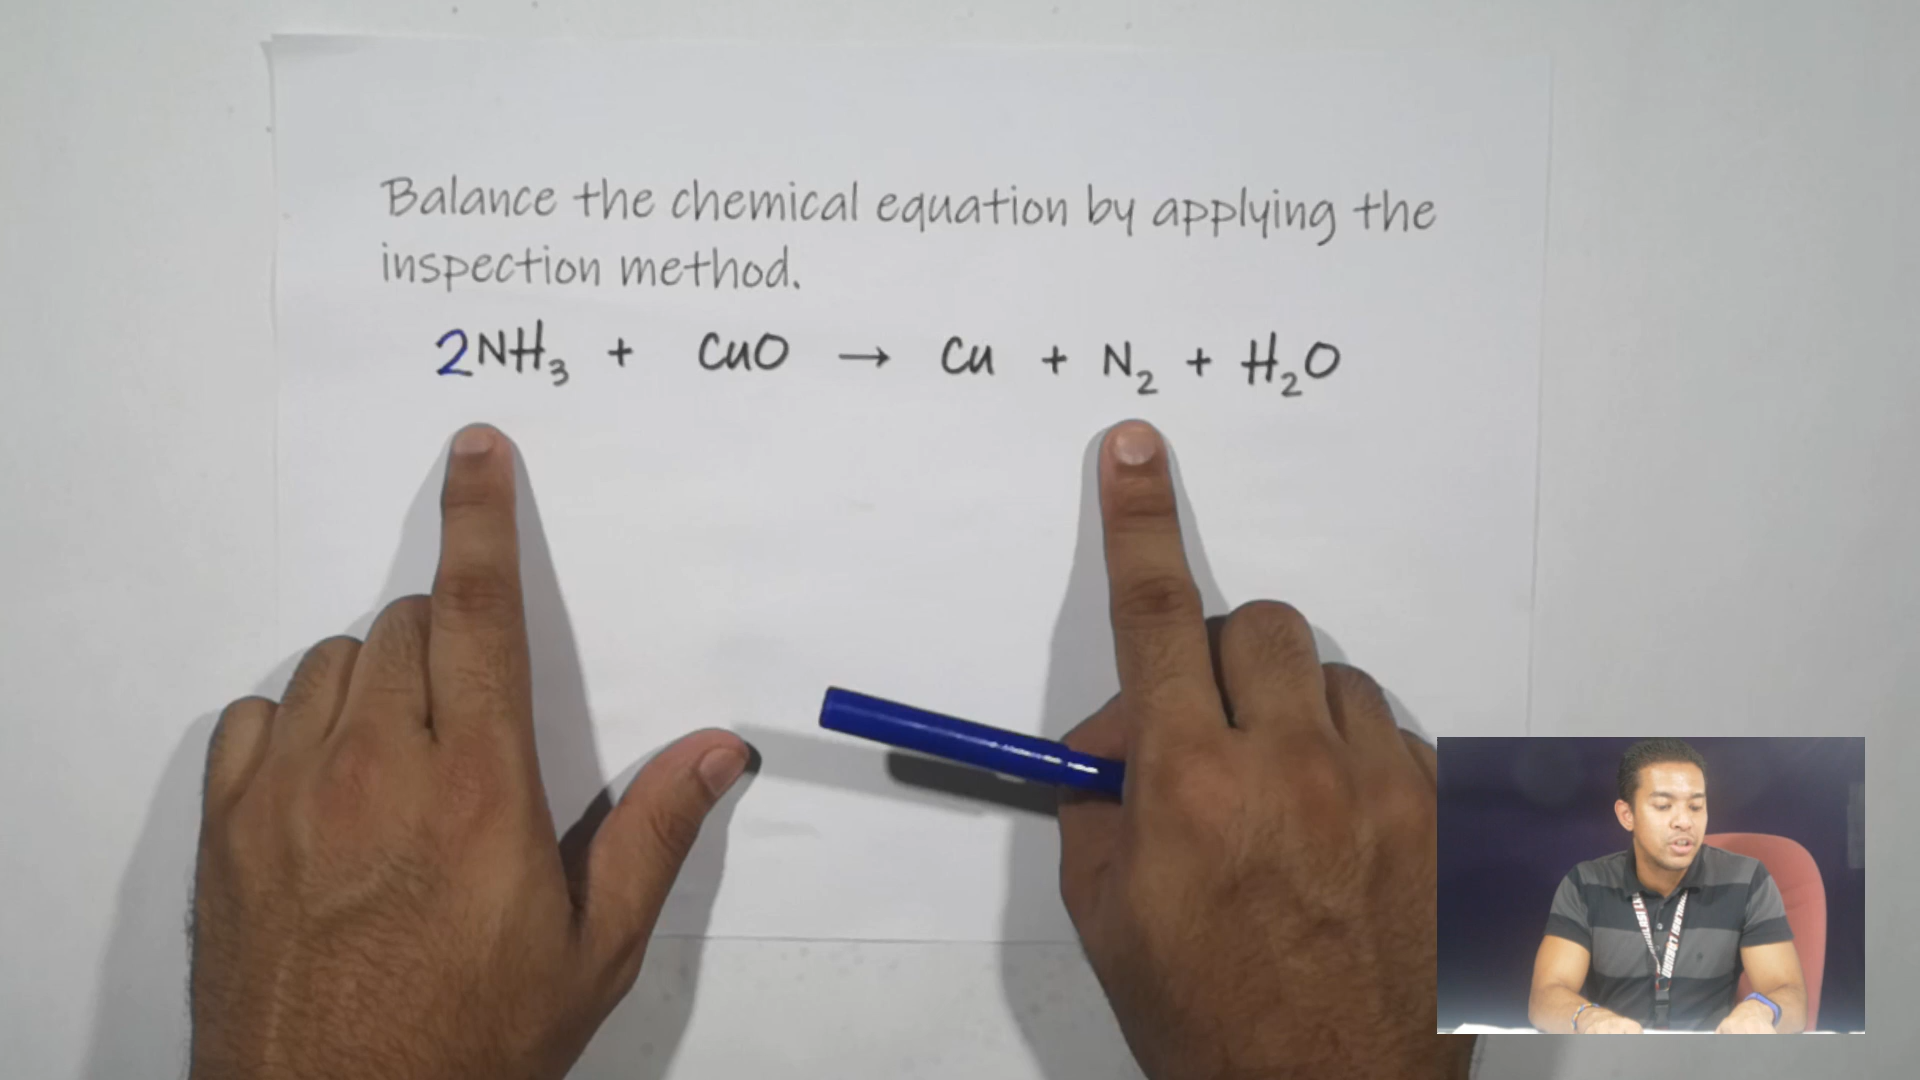 Balance the chemical equation by applying the
inspection method.
2NH₃ + CuO → Cu + N₂ + H₂O